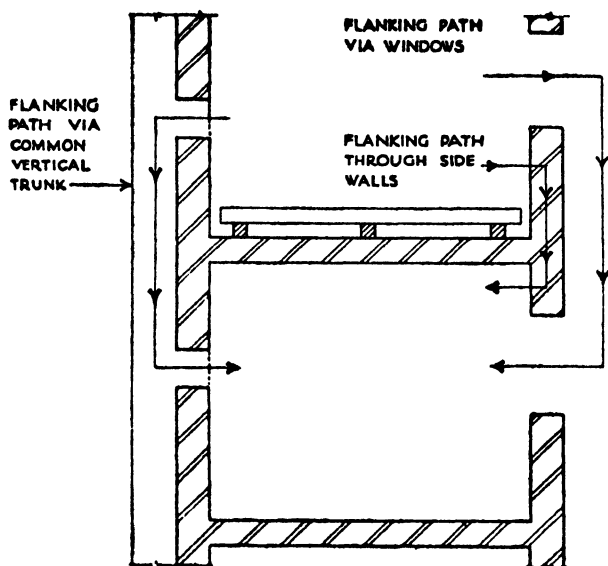 FLANKING PATH
VIA WINDOWS
FLANKING
PATH VIA
COMMON
VERTICAL
TRUNK
FLANKING PATH
THROUGH SIDE
WALLS